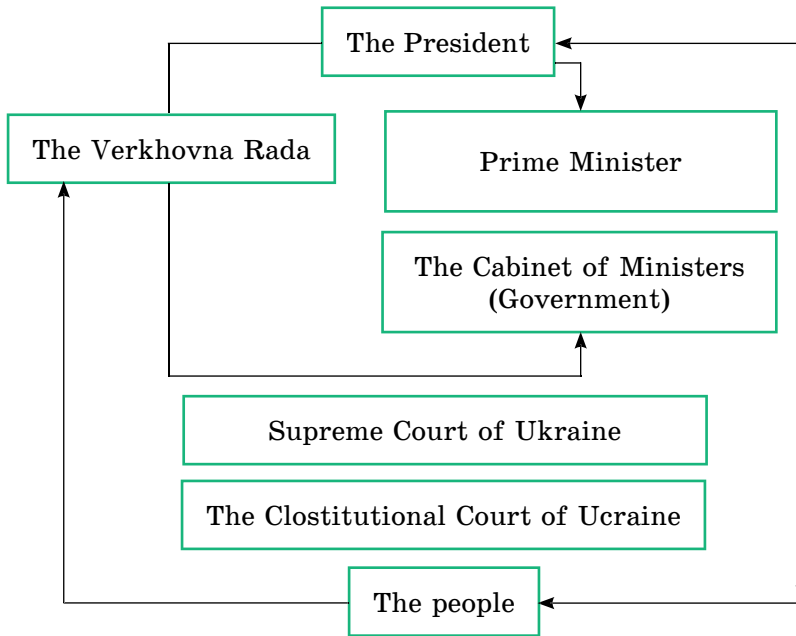 The President
The Verkhovna Rada
Prime Minister
The Cabinet of Ministers
(Government)
Supreme Court of Ukraine
The Clostitutional Court of Ucraine
The people